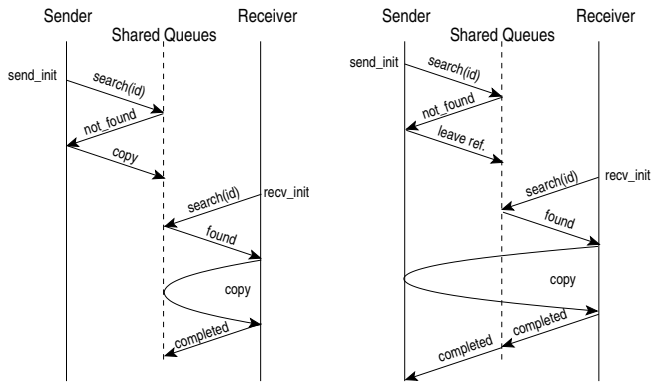 Sender
Receiver
Shared Queues
send_init
search(id)
not_found
copy
recv_init
search(id)
found
copy
completed
Sender
Receiver
Shared Queues
send_init
search(id)
not_found
leave ref.
recv_init
search(id)
found
copy
completed
completed